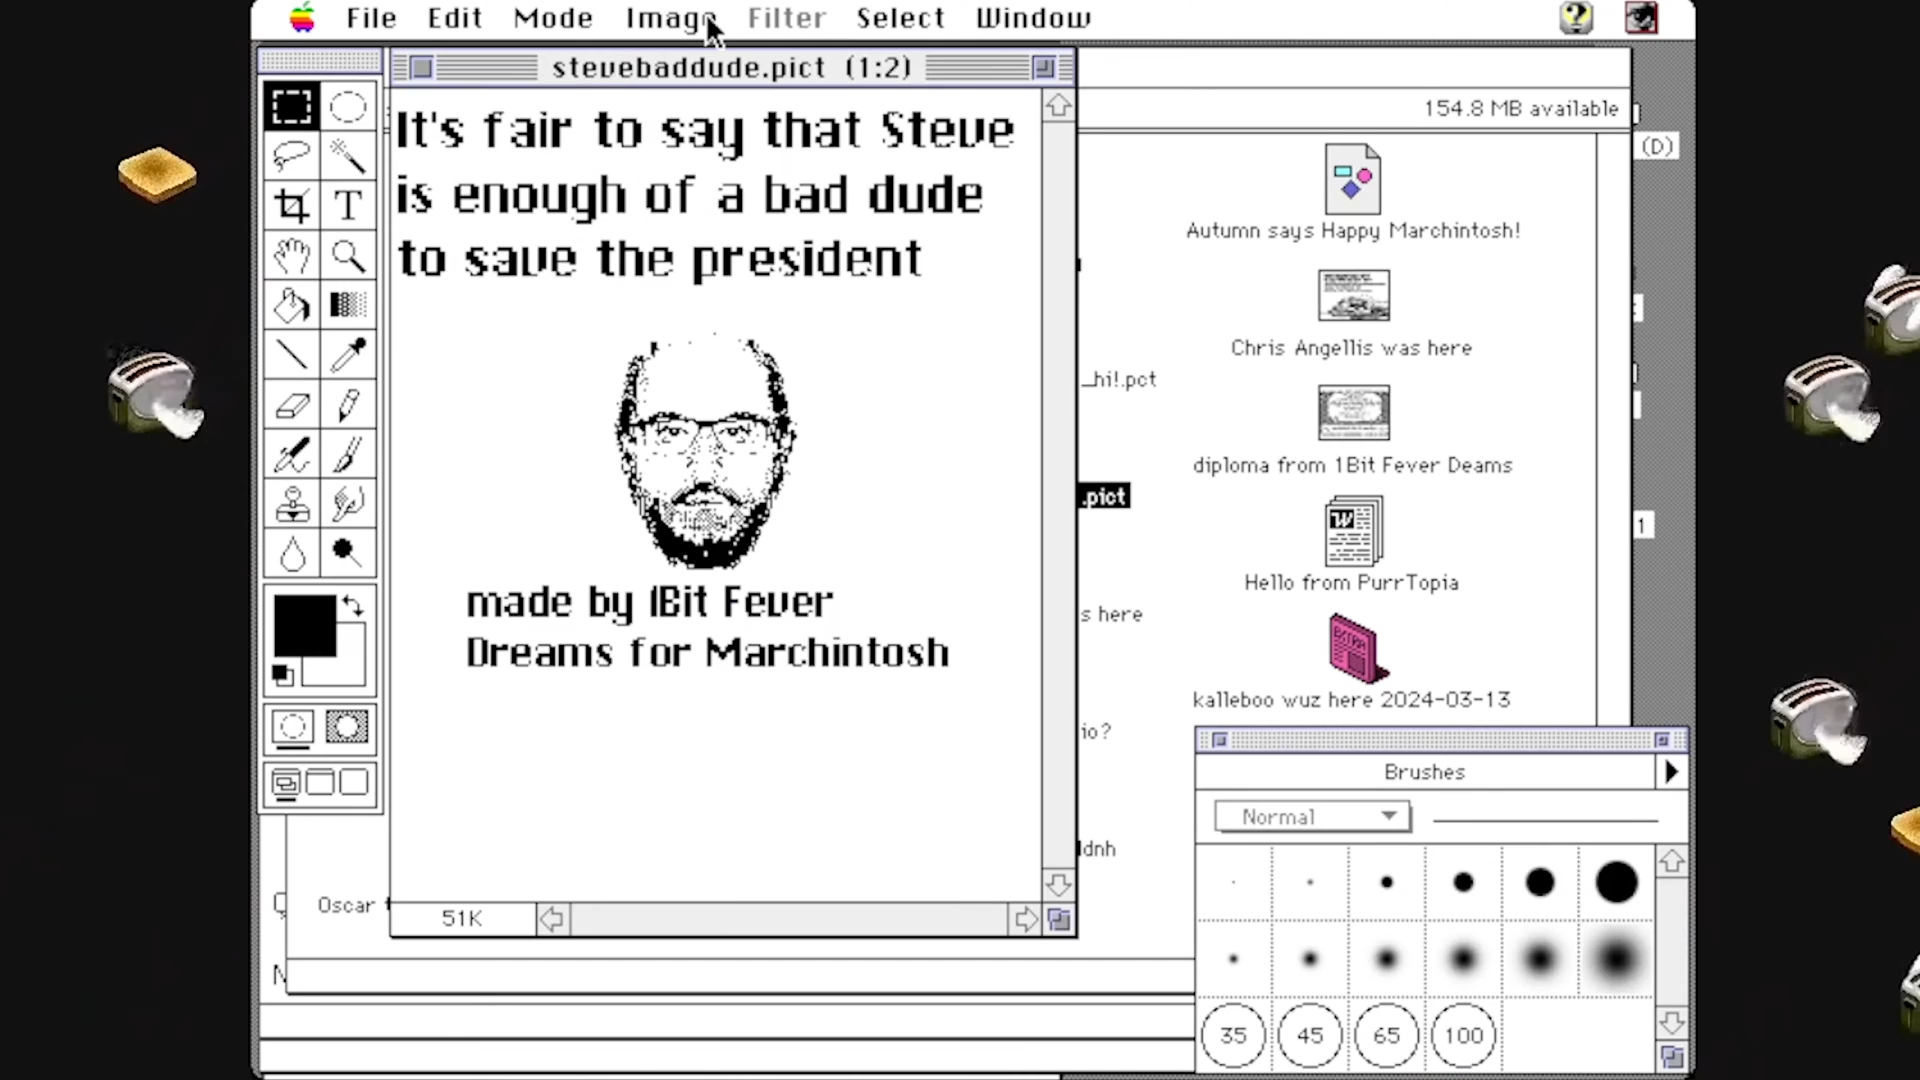 File Edit Mode Image Filter Select Window
stevebaddude.pict (1:2)
154.8 MB available
(D)
It's fair to say that Steve
is enough of a bad dude
to save the president
made by 1Bit Fever
Dreams for Marchintosh
Autumn says Happy Marchintosh!
Chris Angellis was here
_hi!.pct
diploma from 1Bit Fever Deams
.pict
1
Hello from PurrTopia
s here
kalleboo wuz here 2024-03-13
io?
Brushes
Normal
dnh
Oscar
51K
35 45 65 100